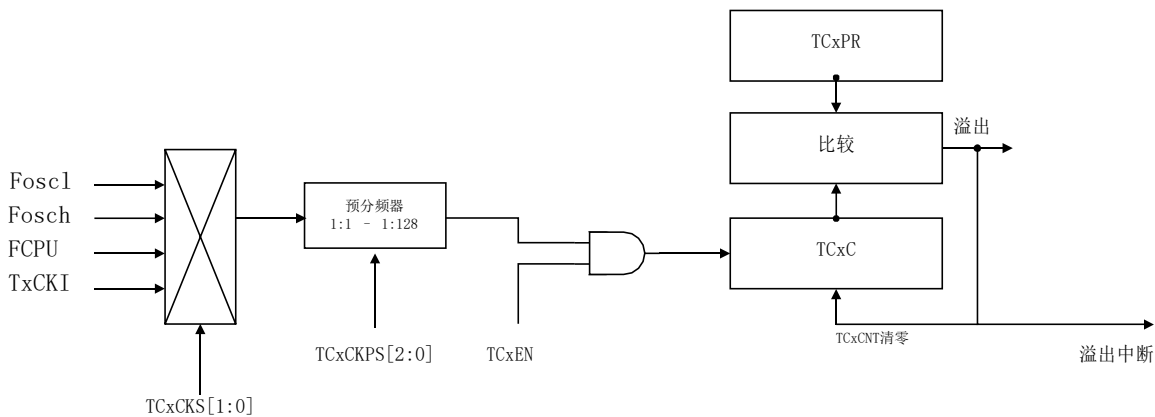 TCxPR
溢出
比较
Foscl
Fosch
FCPU
TxCKI
预分频器
1:1 - 1:128
TCxC
TCxCNT清零
溢出中断
TCxCKPS[2:0]
TCxEN
TCxCKS[1:0]